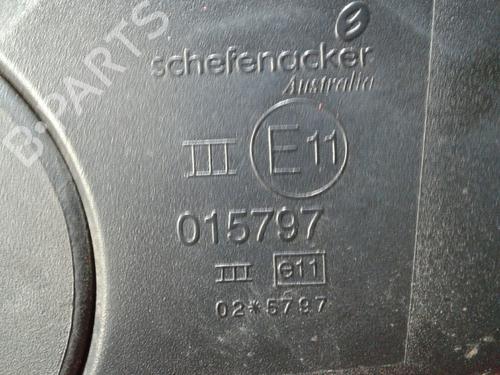 schefenacker
Australia
III E11
015797
III e11
02*5797
B-PARTS